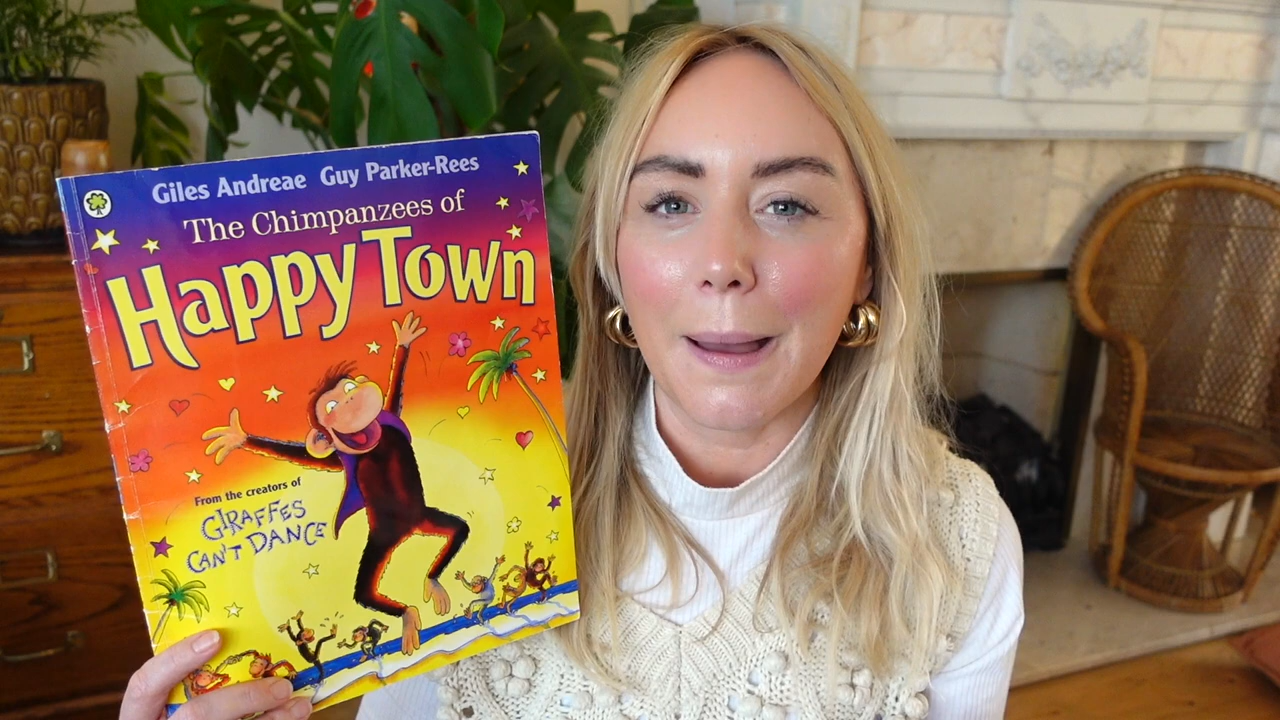 Giles Andreae Guy Parker-Rees
The Chimpanzees of
Happy Town
From the creators of
GIRAFFES
CAN'T DANCE